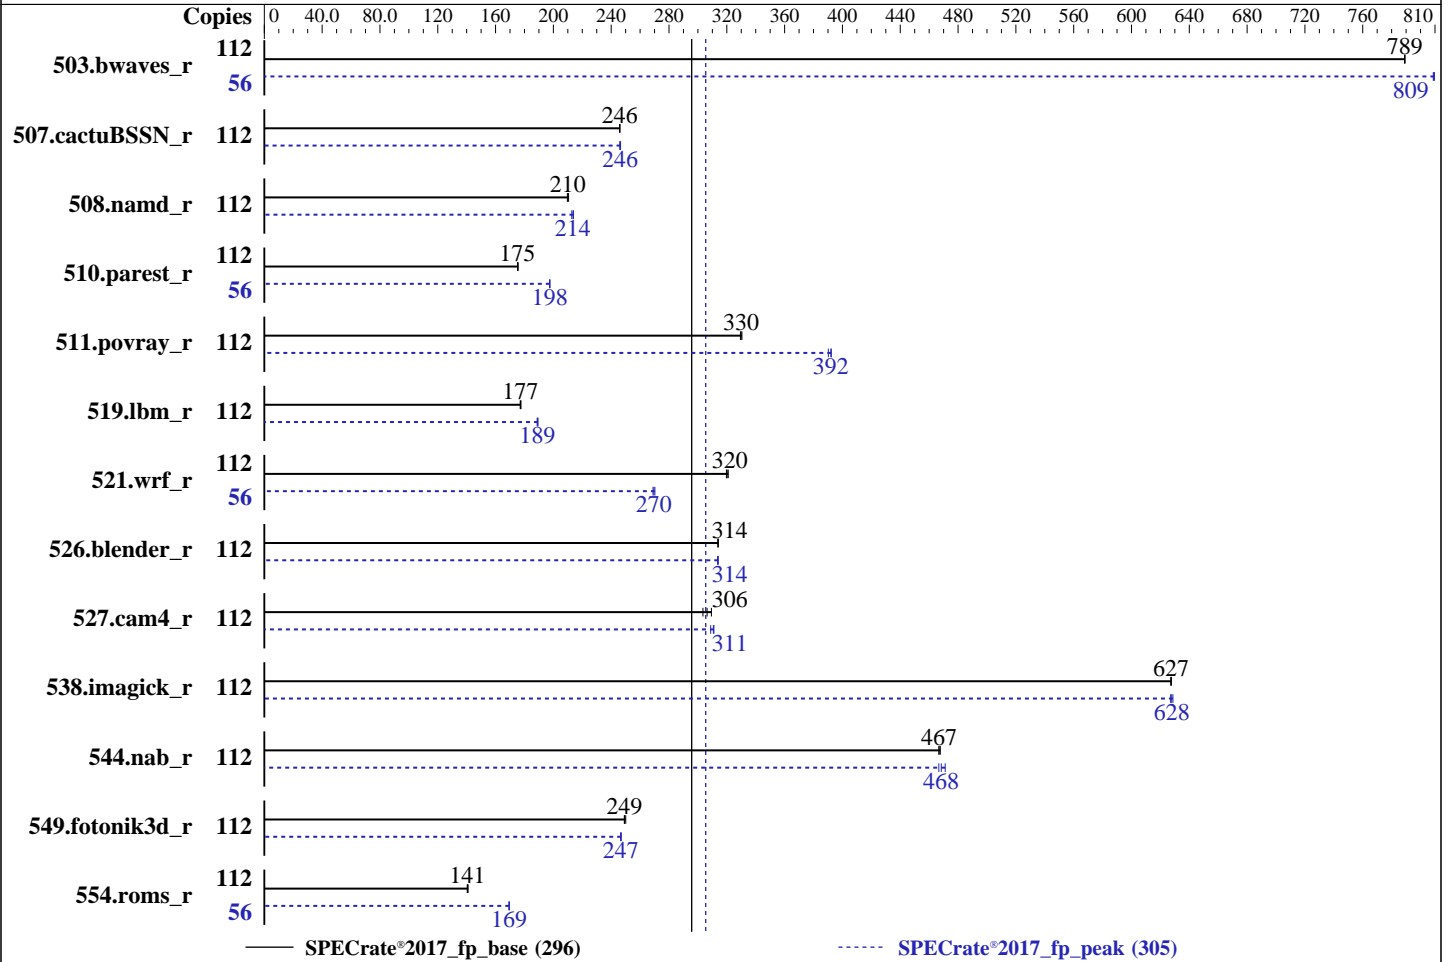 Copies 0 40.0 80.0 120 160 200 240 280 320 360 400 440 480 520 560 600 640 680 720 760 810
503.bwaves_r 112 789
56 809
507.cactuBSSN_r 112 246
246
508.namd_r 112 210
214
510.parest_r 112 175
56 198
511.povray_r 112 330
392
519.lbm_r 112 177
189
521.wrf_r 112 320
56 270
526.blender_r 112 314
314
527.cam4_r 112 306
311
538.imagick_r 112 627
628
544.nab_r 112 467
468
549.fotonik3d_r 112 249
247
554.roms_r 112 141
56 169
SPECrate®2017_fp_base (296) SPECrate®2017_fp_peak (305)